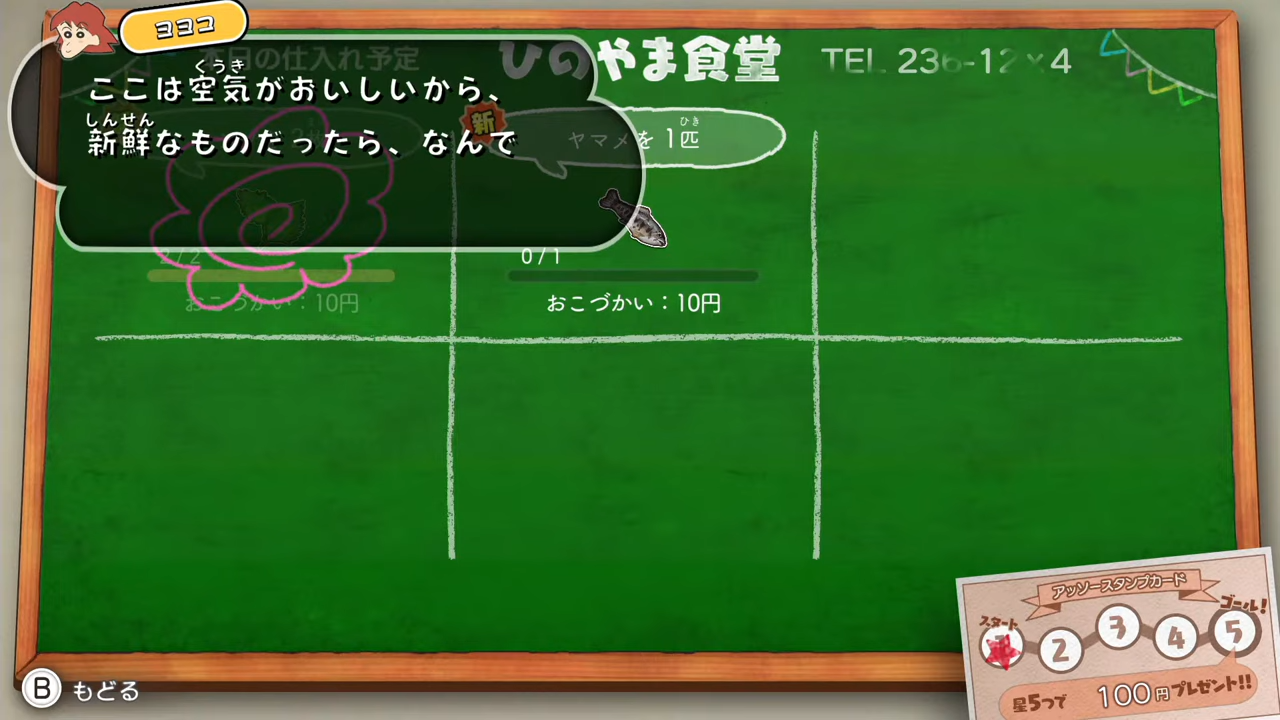 ヨヨコ
ここは空気がおいしいから、
くうき
新鮮なものだったら、なんで
しんせん
日の仕入れ予定
ひのやま食堂
TEL 236-12×4
新
ヤマメを1匹
ひき
2/2
おこづかい：10円
0/1
おこづかい：10円
アッソースタンプカード
スタート
2
3
4
5
ゴール!
星5つで
100円プレゼント!!
B もどる